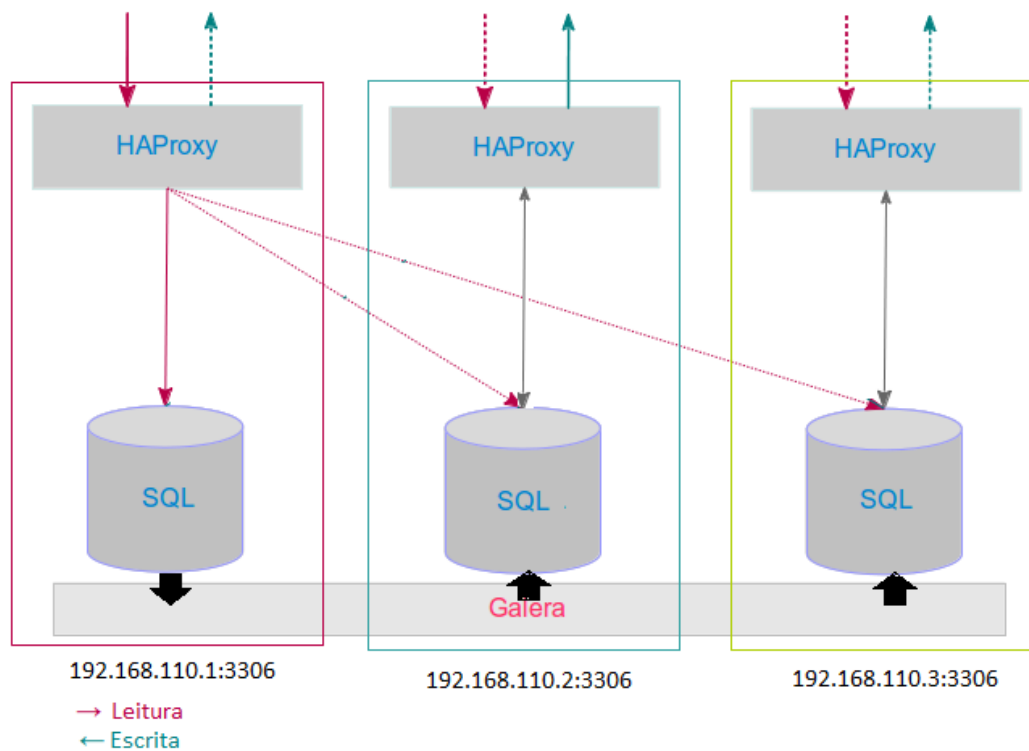 HAProxy
HAProxy
HAProxy
SQL
SQL
SQL
Galera
192.168.110.1:3306
192.168.110.2:3306
192.168.110.3:3306
→ Leitura
← Escrita